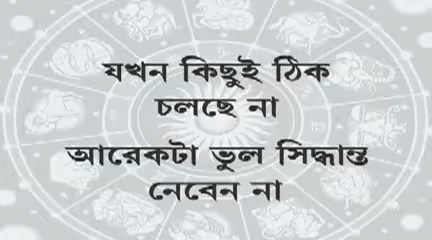 যখন কিছুই ঠিক
চলছে না
আরেকটা ভুল সিদ্ধান্ত
নেবেন না